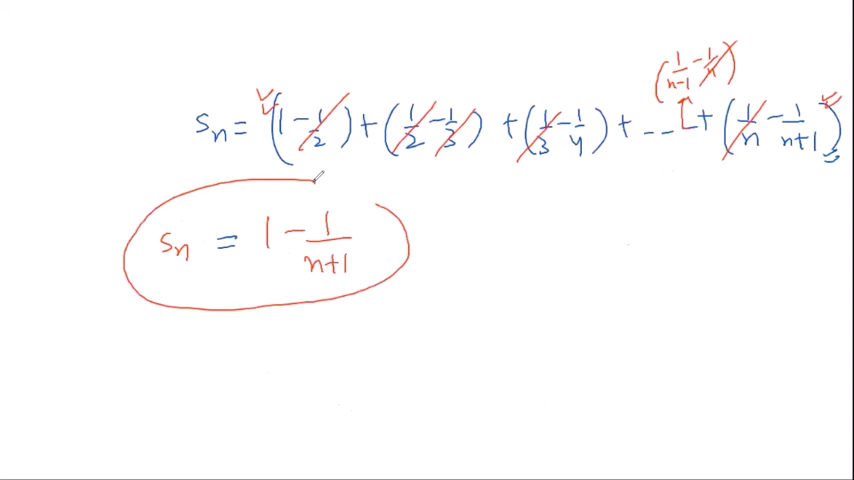 (1/(n-1) - 1/n)
Sn = (1 - 1/2) + (1/2 - 1/3) + (1/3 - 1/4) + -- + (1/n - 1/(n+1))
Sn = 1 - 1/(n+1)